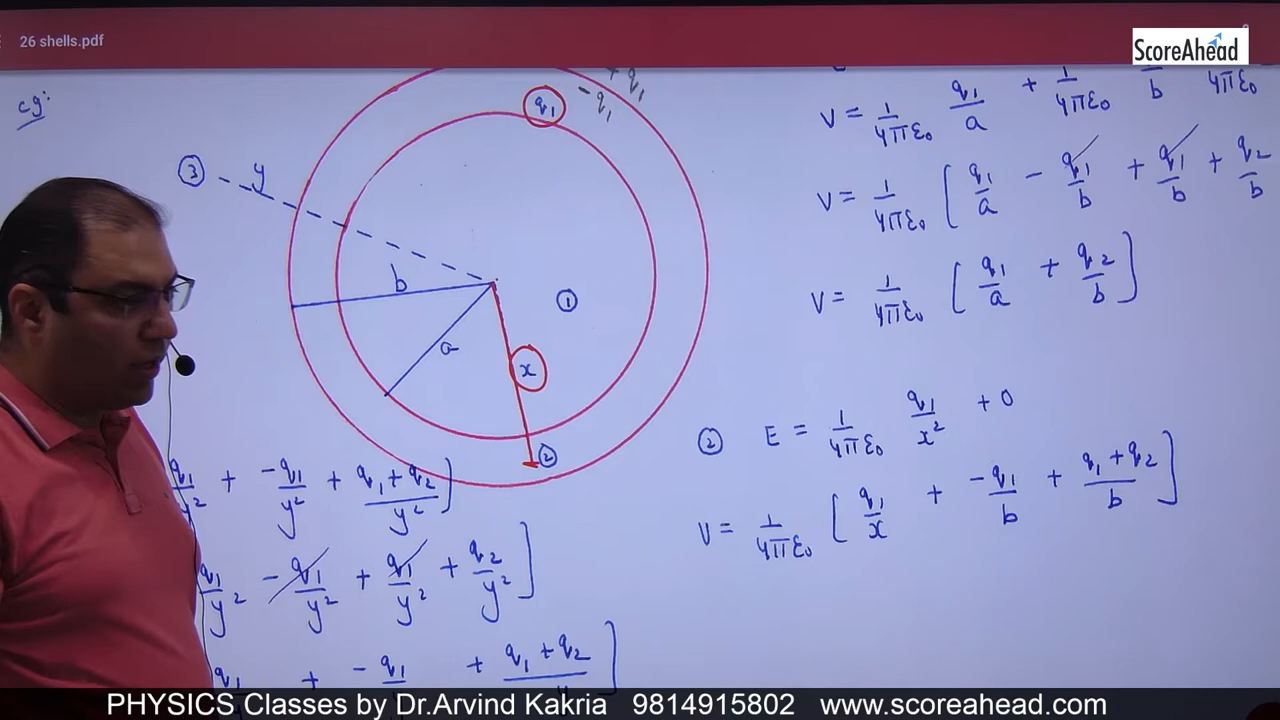 26 shells.pdf
ScoreAhead
eg:
+ q₁
- q₁
q₁
③
y
b
①
a
x
②
V = 1/4πε₀ q₁/a + 1/4πε₀ /b 4πε₀
V = 1/4πε₀ [ q₁/a - q₁/b + q₁/b + q₂/b
V = 1/4πε₀ [ q₁/a + q₂/b ]
② E = 1/4πε₀ q₁/x² + 0
V = 1/4πε₀ [ q₁/x + -q₁/b + q₁+q₂/b ]
q₁/y² + -q₁/y² + q₁+q₂/y² ]
q₁/y² - q₁/y² + q₁/y² + q₂/y² ]
q₁ + -q₁ + q₁+q₂ ]
PHYSICS Classes by Dr.Arvind Kakria 9814915802 www.scoreahead.com